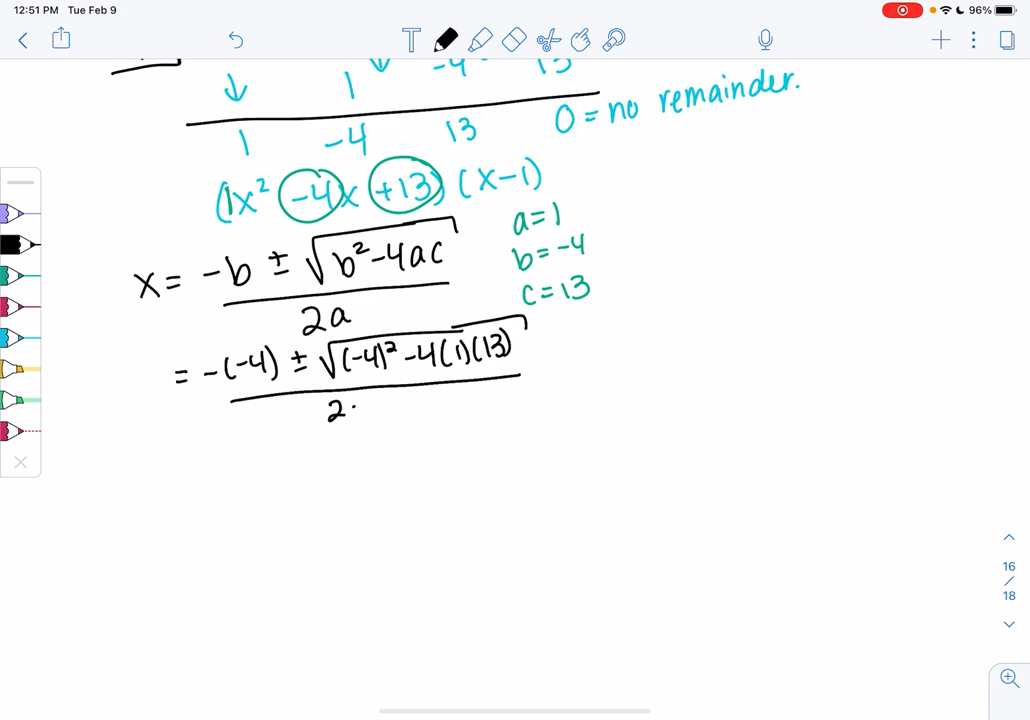 12:51 PM Tue Feb 9 96%
T
↓ 1 ↓ -4 13
1 -4 13 0 = no remainder.
(1x² -4x +13) (x-1)
a=1
x = -b ± √b²-4ac
b=-4
2a
c=13
= -(-4) ± √(-4)² -4(1)(13)
2·
16
/
18